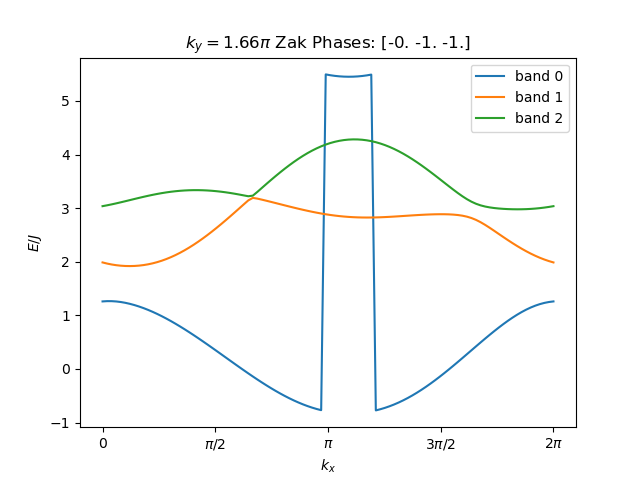 k_y = 1.66π Zak Phases: [-0. -1. -1.]
band 0
band 1
band 2
5
4
3
2
1
0
−1
E/J
0 π/2 π 3π/2 2π
k_x